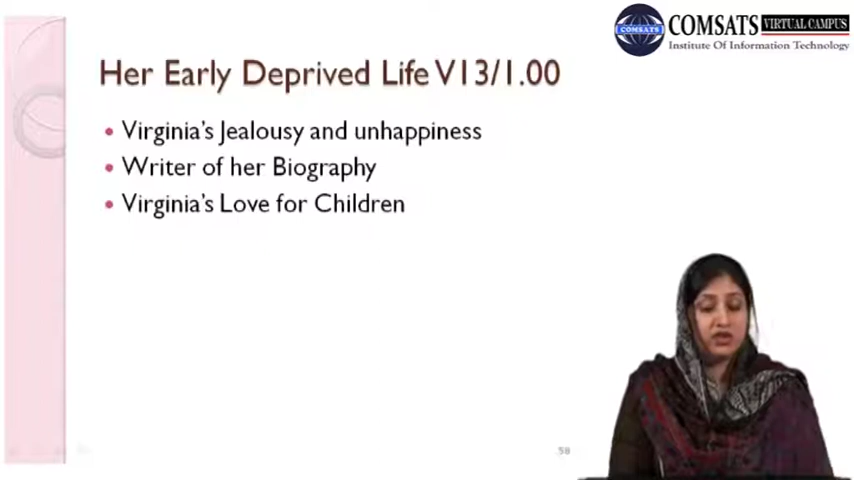 COMSATS VIRTUAL CAMPUS
COMSATS
Institute Of Information Technology
Her Early Deprived Life V13/1.00
Virginia's Jealousy and unhappiness
Writer of her Biography
Virginia's Love for Children
58